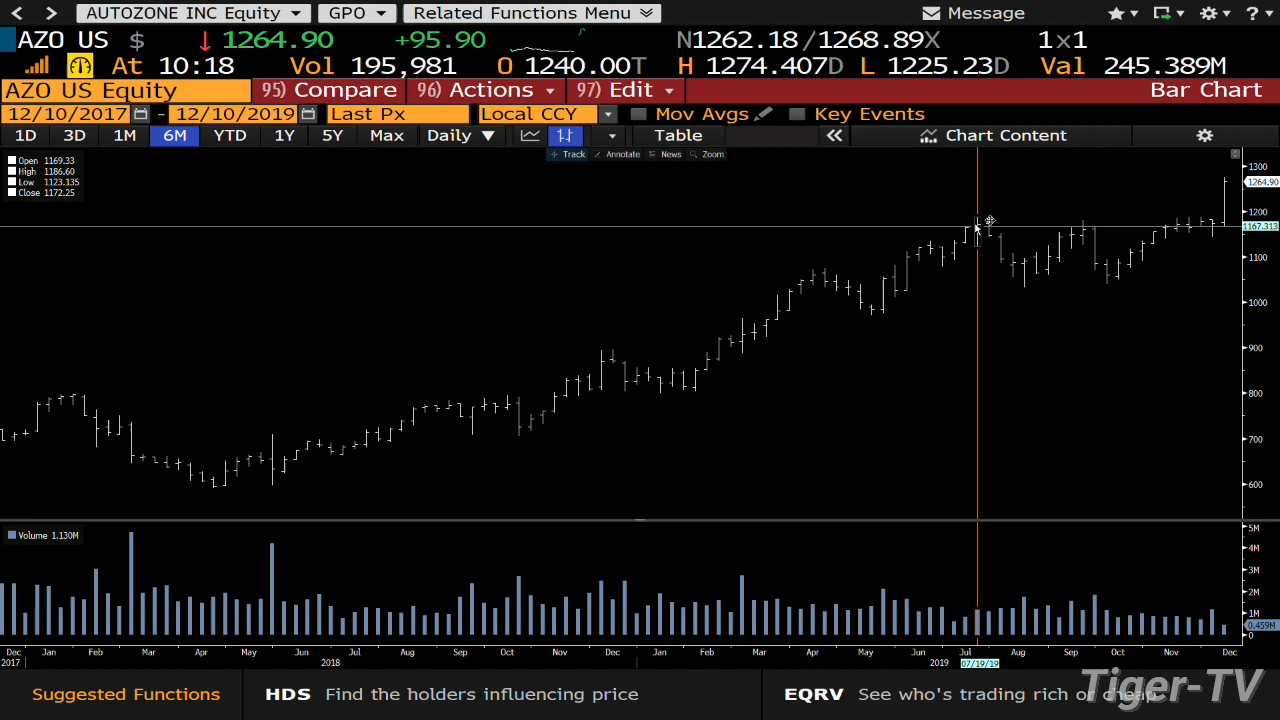 AUTOZONE INC Equity GPO Related Functions Menu Message
AZO US $ 1264.90 +95.90 N1262.18/1268.89X 1x1
At 10:18 Vol 195,981 O 1240.00T H 1274.407D L 1225.23D Val 245.389M
AZO US Equity 95) Compare 96) Actions 97) Edit Bar Chart
12/10/2017 - 12/10/2019 Last Px Local CCY Mov Avgs Key Events
1D 3D 1M 6M YTD 1Y 5Y Max Daily Table Chart Content
Track Annotate News Zoom
Open 1169.33
High 1186.60
Low 1123.135
Close 1172.25
1300
1264.90
1200
1167.313
1100
1000
900
800
700
600
Volume 1.130M
5M
4M
3M
2M
1M
0.459M
0
Dec Jan Feb Mar Apr May Jun Jul Aug Sep Oct Nov Dec Jan Feb Mar Apr May Jun Jul Aug Sep Oct Nov Dec
2017 2018 2019 07/19/19
Suggested Functions HDS Find the holders influencing price EQRV See who's trading rich or cheap
Tiger-TV